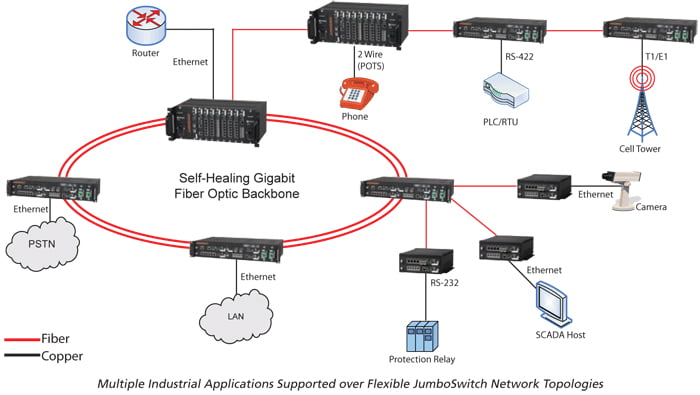 Router
Ethernet
2 Wire
(POTS)
Phone
RS-422
PLC/RTU
T1/E1
Cell Tower
Self-Healing Gigabit
Fiber Optic Backbone
Ethernet
PSTN
Ethernet
LAN
Ethernet
Camera
RS-232
Protection Relay
Ethernet
SCADA Host
Fiber
Copper
Multiple Industrial Applications Supported over Flexible JumboSwitch Network Topologies